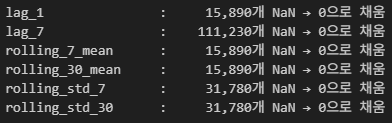 lag_1 : 15,890개 NaN → 0으로 채움
lag_7 : 111,230개 NaN → 0으로 채움
rolling_7_mean : 15,890개 NaN → 0으로 채움
rolling_30_mean : 15,890개 NaN → 0으로 채움
rolling_std_7 : 31,780개 NaN → 0으로 채움
rolling_std_30 : 31,780개 NaN → 0으로 채움